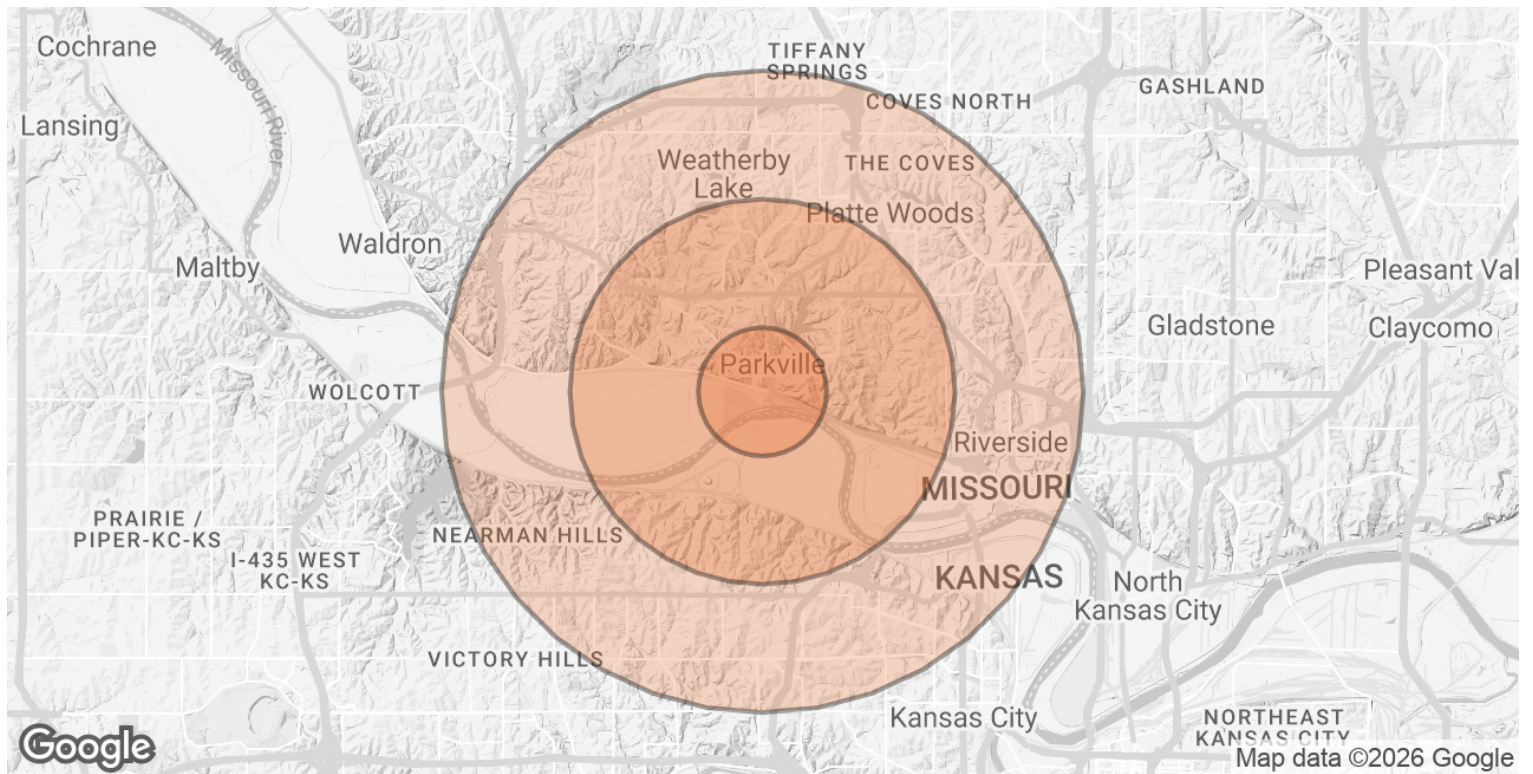 Cochrane
Missouri River
TIFFANY
SPRINGS
GASHLAND
COVES NORTH
Lansing
Weatherby
Lake
THE COVES
Platte Woods
Waldron
Maltby
Pleasant Val
Gladstone
Claycomo
Parkville
WOLCOTT
Riverside
MISSOURI
PRAIRIE /
PIPER-KC-KS
NEARMAN HILLS
I-435 WEST
KC-KS
KANSAS
North
Kansas City
VICTORY HILLS
Kansas City
NORTHEAST
KANSAS CITY
Google
Map data ©2026 Google